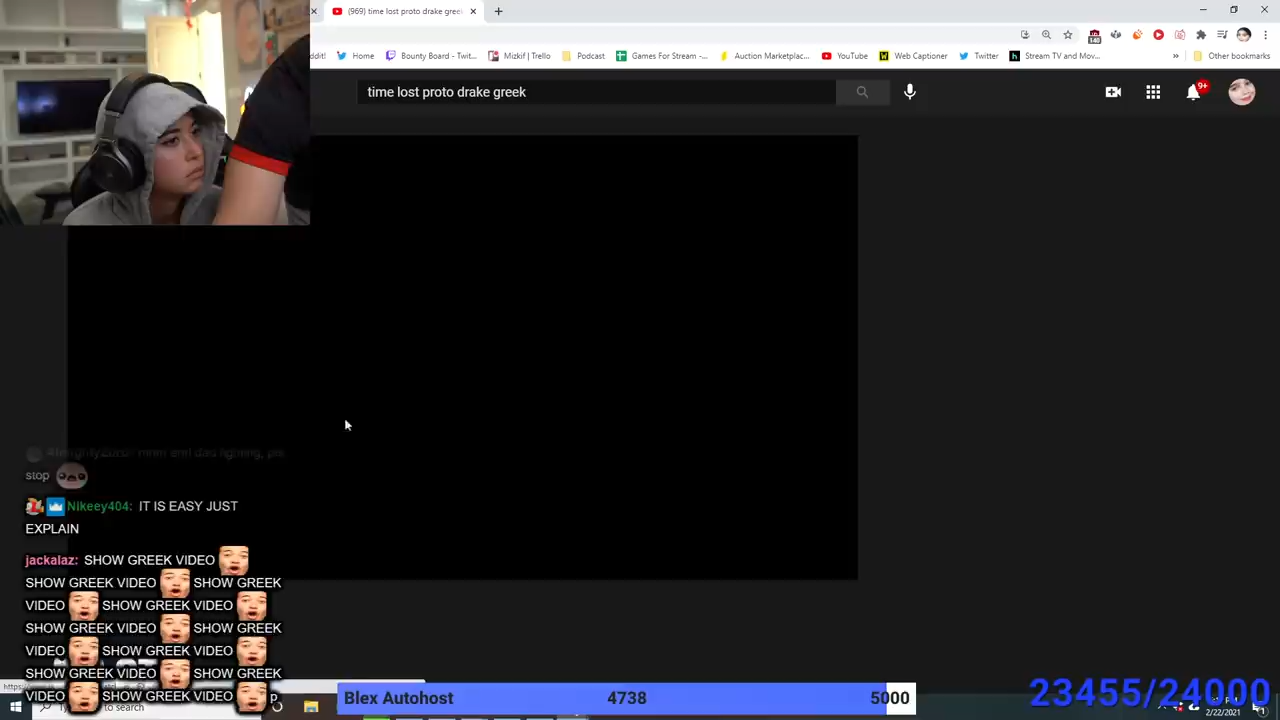 (969) time lost proto drake greek
ddit!
Home
Bounty Board - Twit...
Mizkif | Trello
Podcast
Games For Stream -...
Auction Marketplac...
YouTube
Web Captioner
Twitter
Stream TV and Mov...
Other bookmarks
140
time lost proto drake greek
9+
stop
Nikeey404: IT IS EASY JUST
EXPLAIN
jackalaz: SHOW GREEK VIDEO
SHOW GREEK VIDEO SHOW GREEK
VIDEO SHOW GREEK VIDEO
SHOW GREEK VIDEO SHOW GREEK
VIDEO SHOW GREEK VIDEO
SHOW GREEK VIDEO SHOW GREEK
VIDEO SHOW GREEK VIDEO
to search
Blex Autohost 4738 5000
23455/24000
2/22/2021